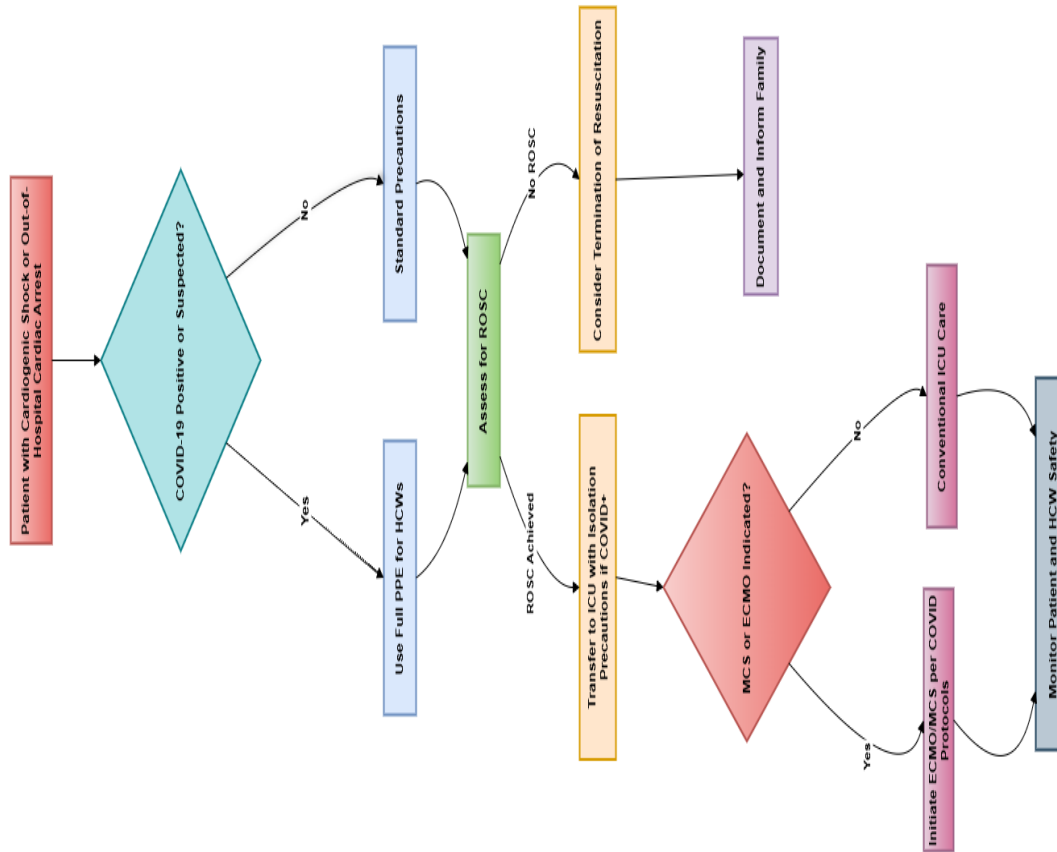 Patient with Cardiogenic Shock or Out-of-
Hospital Cardiac Arrest
COVID-19 Positive or Suspected?
Yes
No
Use Full PPE for HCWs
Standard Precautions
Assess for ROSC
ROSC Achieved
No ROSC
Transfer to ICU with Isolation
Precautions if COVID+
Consider Termination of Resuscitation
MCS or ECMO Indicated?
Document and Inform Family
Yes
No
Initiate ECMO/MCS per COVID
Protocols
Conventional ICU Care
Monitor Patient and HCW Safety